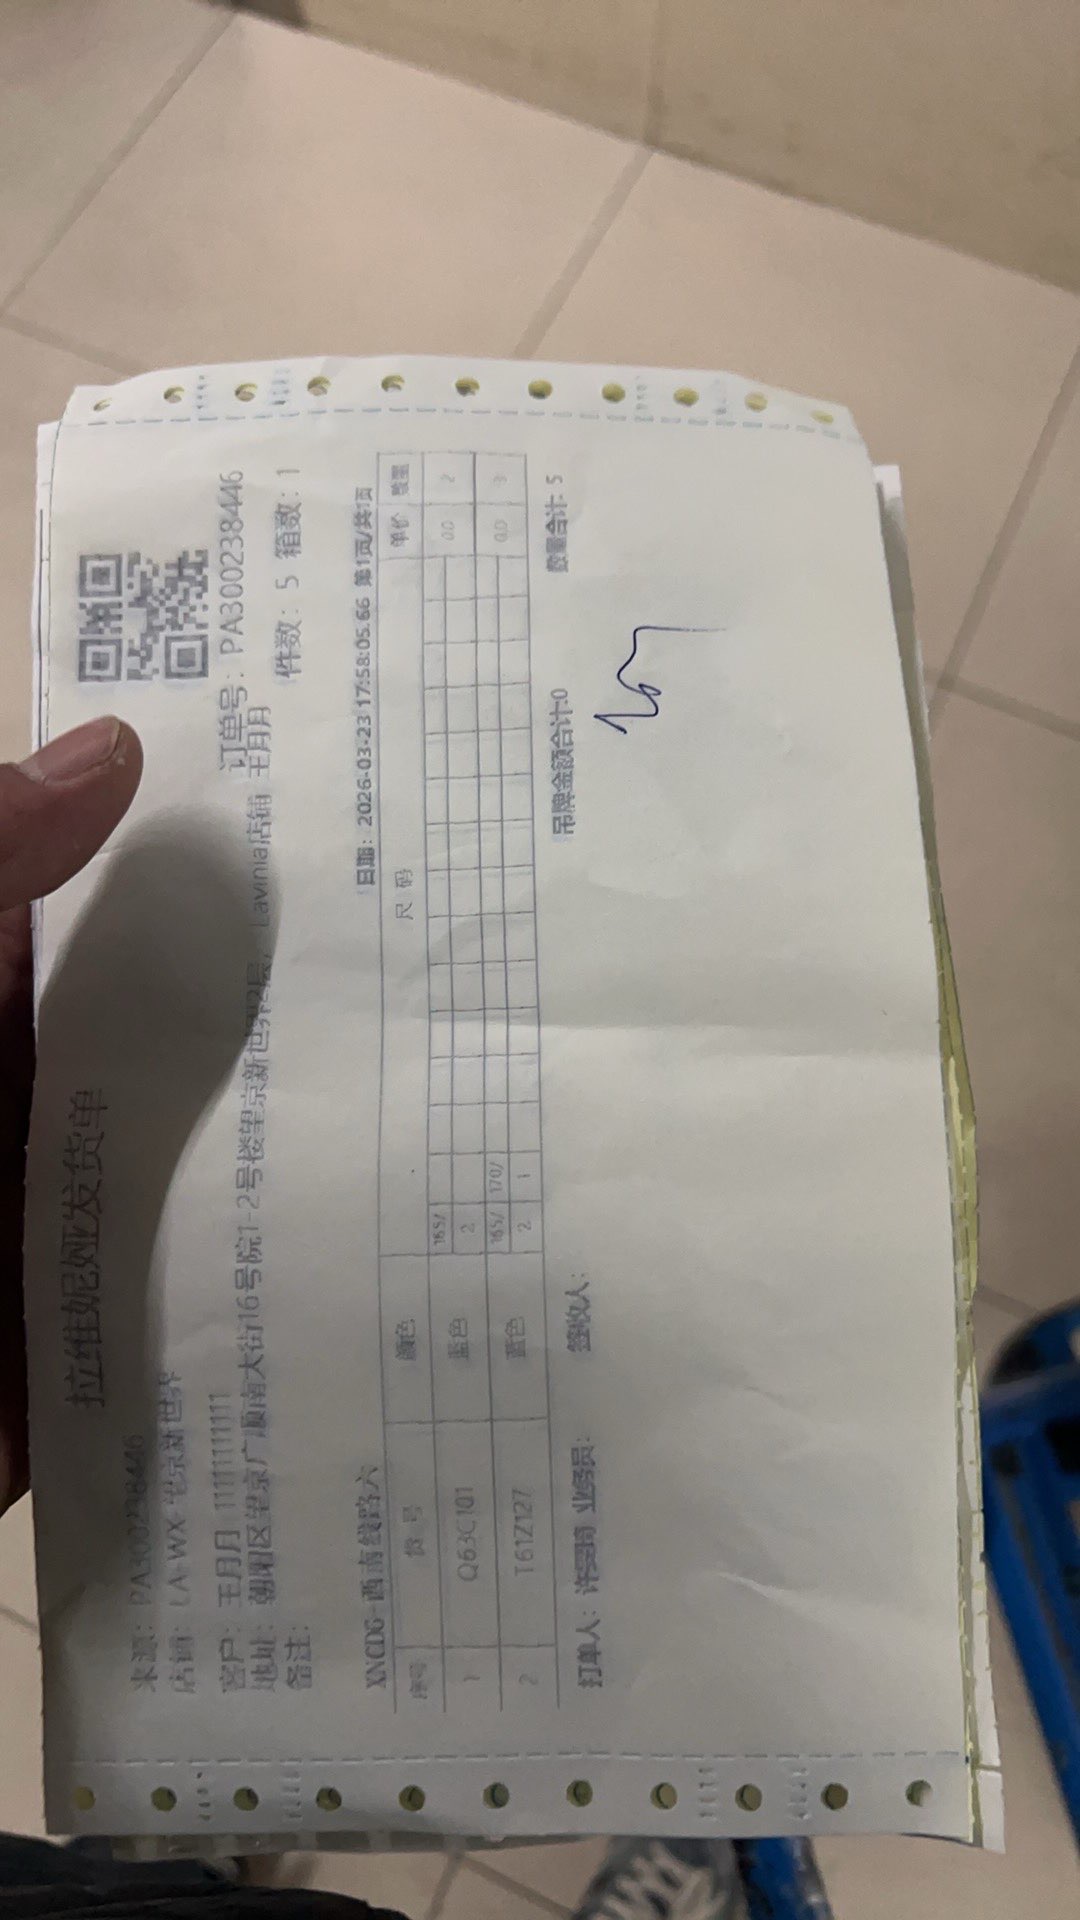 拉维妮娅发货单
来源：PA300238446
店铺：LA-WX-望京新世界 订单号：PA300238446
客户：王月月 11111111111
地址：朝阳区望京广顺南大街16号院1-2号楼望京新世界2层，Lavinia店铺 王月月
备注： 件数：5 箱数：1
XNCDG-西南线路六 日期：2026-03-23 17:58:05.66 第1页/共1页
序号 货号 颜色 尺码 单价 数量
165/
1 Q63C101 蓝色 2 0.0 2
165/ 170/
2 T61Z127 蓝色 2 1 0.0 3
打单人：许 琦 业务员： 签收人： 吊牌金额合计:0 数量合计: 5